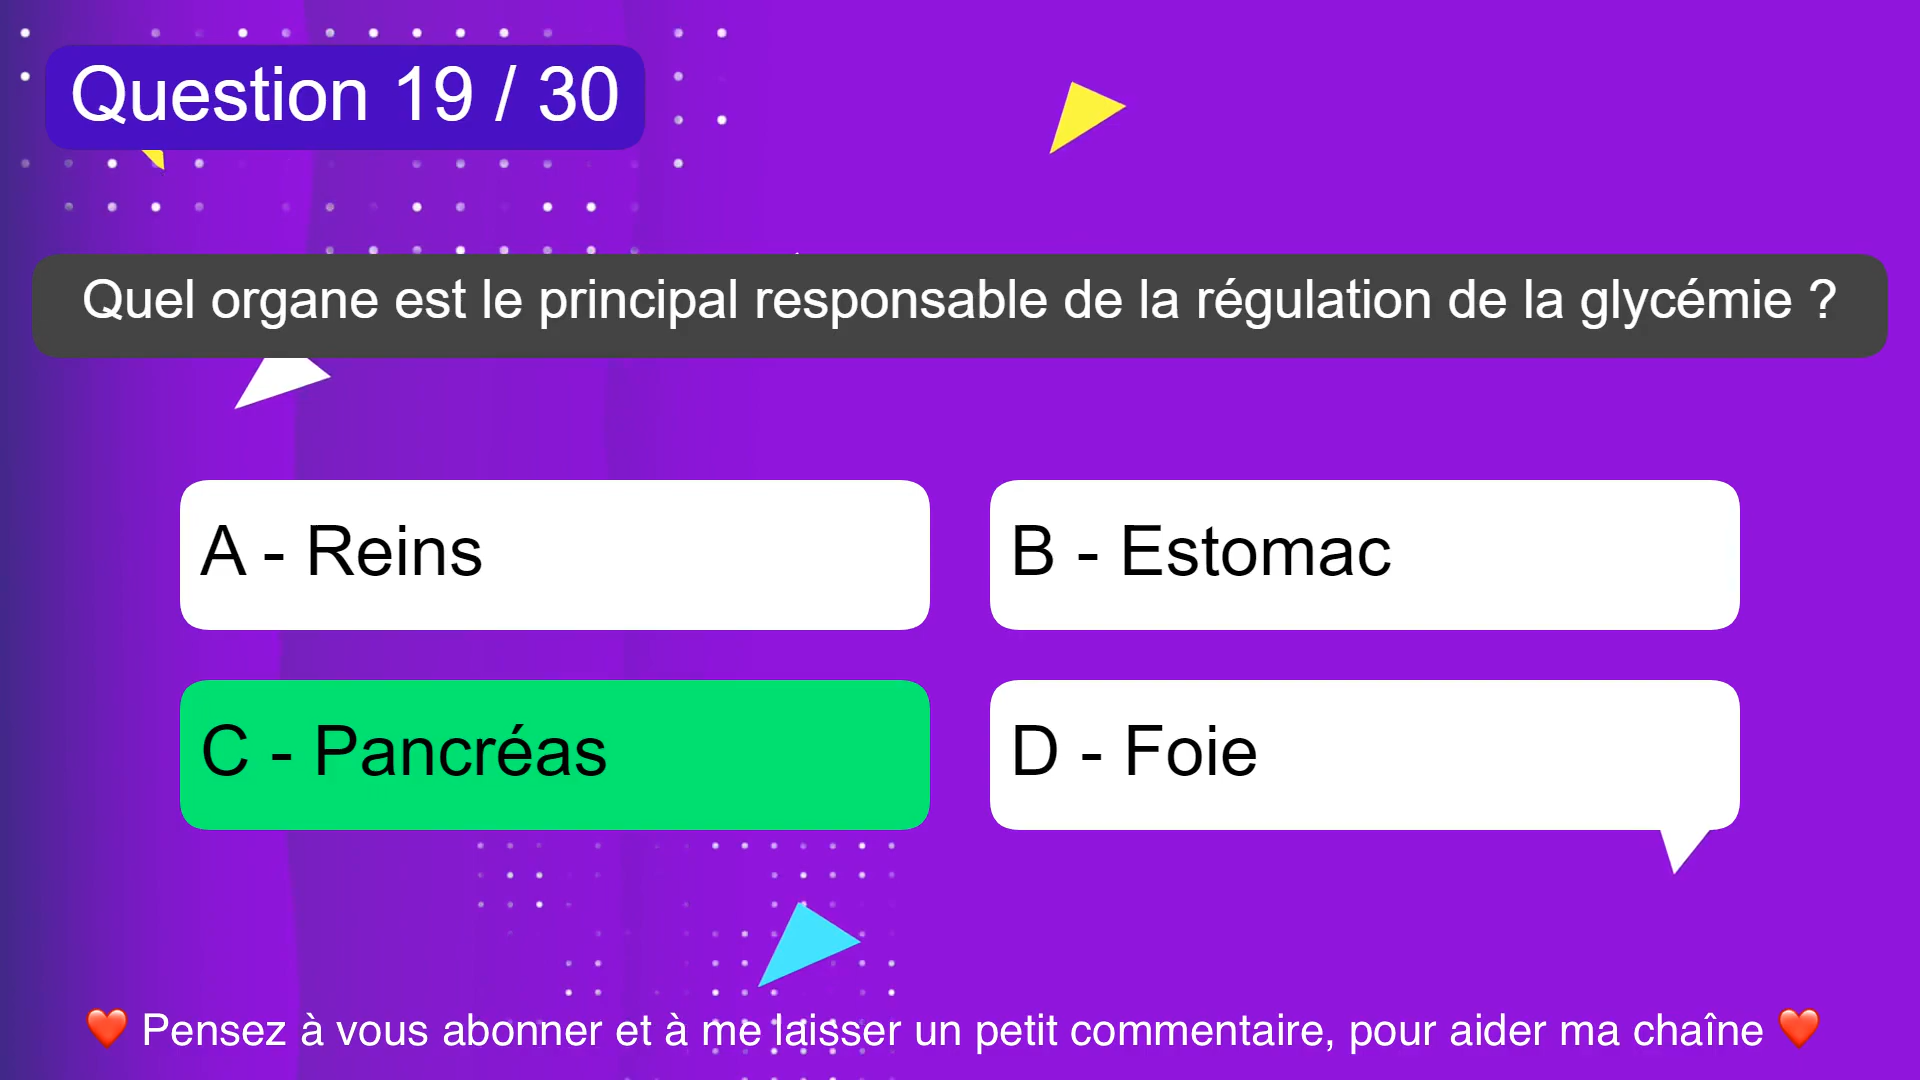 Question 19 / 30
Quel organe est le principal responsable de la régulation de la glycémie ?
A - Reins
B - Estomac
C - Pancréas
D - Foie
❤️ Pensez à vous abonner et à me laisser un petit commentaire, pour aider ma chaîne ❤️